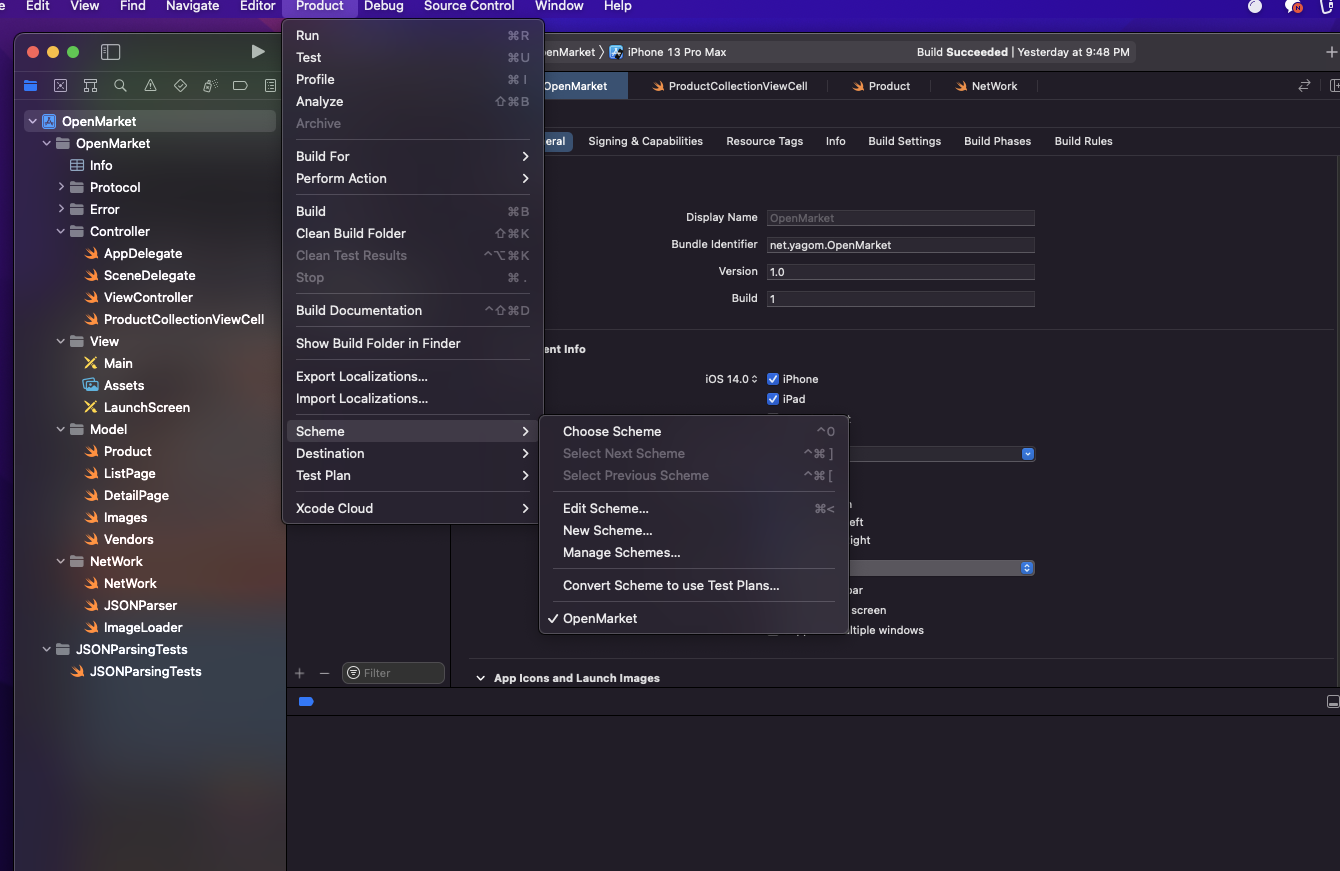 Edit View Find Navigate Editor Product Debug Source Control Window Help
enMarket 〉 iPhone 13 Pro Max
Build Succeeded | Yesterday at 9:48 PM
OpenMarket
ProductCollectionViewCell
Product
NetWork
eral
Signing & Capabilities
Resource Tags
Info
Build Settings
Build Phases
Build Rules
OpenMarket
OpenMarket
Info
Protocol
Error
Controller
AppDelegate
SceneDelegate
ViewController
ProductCollectionViewCell
View
Main
Assets
LaunchScreen
Model
Product
ListPage
DetailPage
Images
Vendors
NetWork
NetWork
JSONParser
ImageLoader
JSONParsingTests
JSONParsingTests
Run ⌘R
Test ⌘U
Profile ⌘I
Analyze ⇧⌘B
Archive
Build For
Perform Action
Build ⌘B
Clean Build Folder ⇧⌘K
Clean Test Results ^⌥⌘K
Stop ⌘.
Build Documentation ^⇧⌘D
Show Build Folder in Finder
Export Localizations...
Import Localizations...
Scheme
Destination
Test Plan
Xcode Cloud
Choose Scheme ^0
Select Next Scheme ^⌘]
Select Previous Scheme ^⌘[
Edit Scheme... ⌘<
New Scheme...
Manage Schemes...
Convert Scheme to use Test Plans...
OpenMarket
Display Name OpenMarket
Bundle Identifier net.yagom.OpenMarket
Version 1.0
Build 1
ent Info
iOS 14.0 iPhone
iPad
eft
ight
bar
screen
ltiple windows
App Icons and Launch Images
Filter